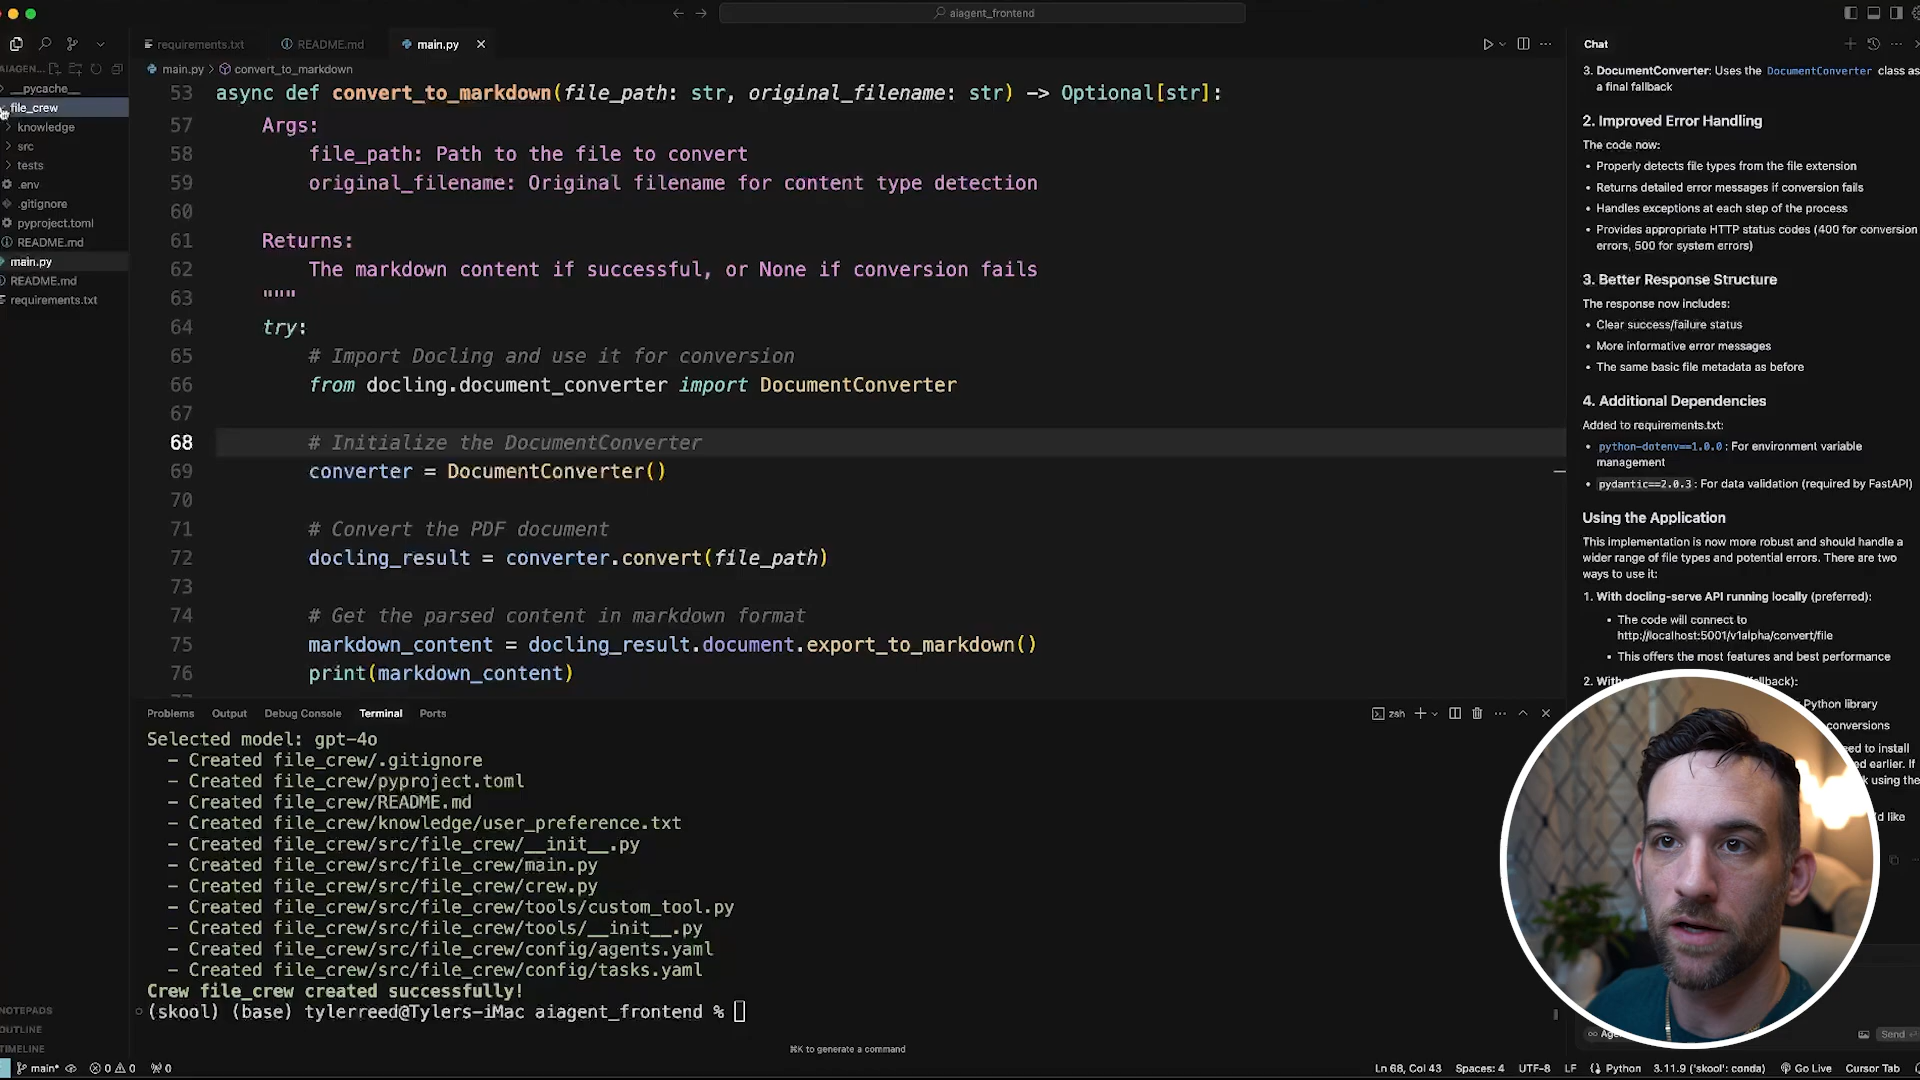 aiagent_frontend
requirements.txt
README.md
main.py
AIAGEN...
main.py > convert_to_markdown
__pycache__
file_crew
knowledge
src
tests
.env
.gitignore
pyproject.toml
README.md
main.py
README.md
requirements.txt
NOTEPADS
OUTLINE
TIMELINE
53 async def convert_to_markdown(file_path: str, original_filename: str) -> Optional[str]:
57 Args:
58 file_path: Path to the file to convert
59 original_filename: Original filename for content type detection
60
61 Returns:
62 The markdown content if successful, or None if conversion fails
63 """
64 try:
65 # Import Docling and use it for conversion
66 from docling.document_converter import DocumentConverter
67
68 # Initialize the DocumentConverter
69 converter = DocumentConverter()
70
71 # Convert the PDF document
72 docling_result = converter.convert(file_path)
73
74 # Get the parsed content in markdown format
75 markdown_content = docling_result.document.export_to_markdown()
76 print(markdown_content)
Problems Output Debug Console Terminal Ports
zsh
Selected model: gpt-4o
- Created file_crew/.gitignore
- Created file_crew/pyproject.toml
- Created file_crew/README.md
- Created file_crew/knowledge/user_preference.txt
- Created file_crew/src/file_crew/__init__.py
- Created file_crew/src/file_crew/main.py
- Created file_crew/src/file_crew/crew.py
- Created file_crew/src/file_crew/tools/custom_tool.py
- Created file_crew/src/file_crew/tools/__init__.py
- Created file_crew/src/file_crew/config/agents.yaml
- Created file_crew/src/file_crew/config/tasks.yaml
Crew file_crew created successfully!
(skool) (base) tylerreed@Tylers-iMac aiagent_frontend %
⌘K to generate a command
Chat
3. DocumentConverter: Uses the DocumentConverter class as
a final fallback
2. Improved Error Handling
The code now:
• Properly detects file types from the file extension
• Returns detailed error messages if conversion fails
• Handles exceptions at each step of the process
• Provides appropriate HTTP status codes (400 for conversion
errors, 500 for system errors)
3. Better Response Structure
The response now includes:
• Clear success/failure status
• More informative error messages
• The same basic file metadata as before
4. Additional Dependencies
Added to requirements.txt:
• python-dotenv==1.0.0: For environment variable
management
• pydantic==2.0.3: For data validation (required by FastAPI)
Using the Application
This implementation is now more robust and should handle a
wider range of file types and potential errors. There are two
ways to use it:
1. With docling-serve API running locally (preferred):
• The code will connect to
http://localhost:5001/v1alpha/convert/file
• This offers the most features and best performance
2. With
Python library
conversions
to install
earlier. If
using the
like
Send
main* 0 0 0
Ln 68, Col 43 Spaces: 4 UTF-8 LF Python 3.11.9 ('skool': conda) Go Live Cursor Tab